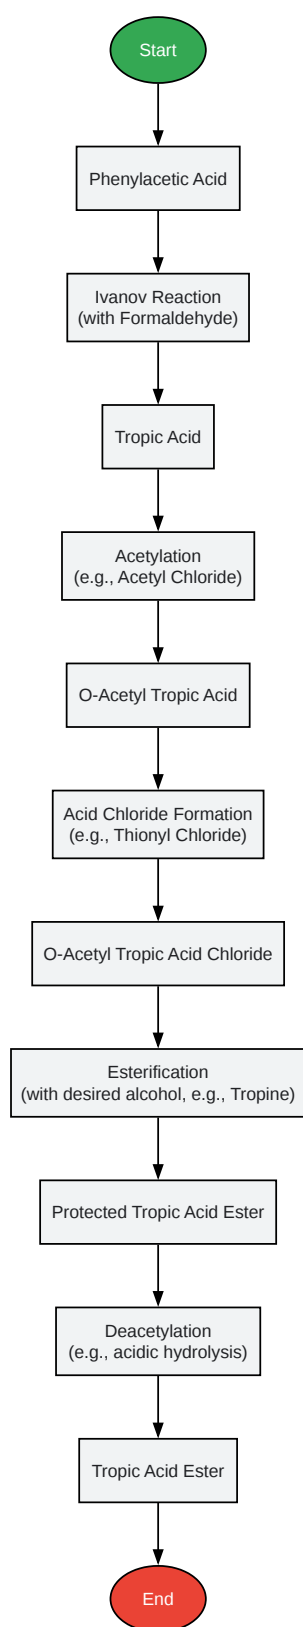 Start
Phenylacetic Acid
Ivanov Reaction
(with Formaldehyde)
Tropic Acid
Acetylation
(e.g., Acetyl Chloride)
O-Acetyl Tropic Acid
Acid Chloride Formation
(e.g., Thionyl Chloride)
O-Acetyl Tropic Acid Chloride
Esterification
(with desired alcohol, e.g., Tropine)
Protected Tropic Acid Ester
Deacetylation
(e.g., acidic hydrolysis)
Tropic Acid Ester
End